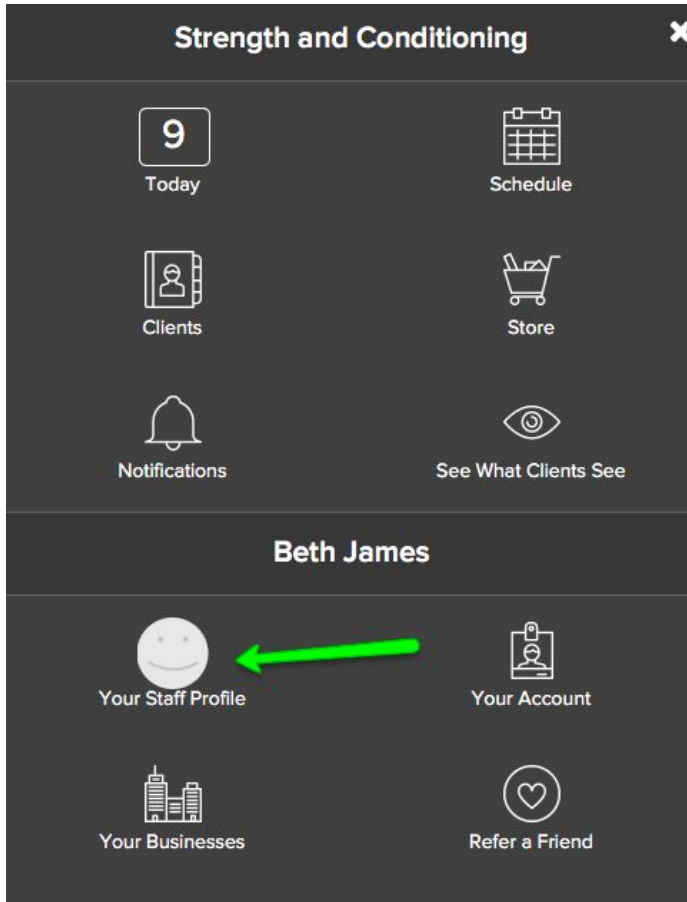 Strength and Conditioning
9
Today
Schedule
Clients
Store
Notifications
See What Clients See
Beth James
Your Staff Profile
Your Account
Your Businesses
Refer a Friend